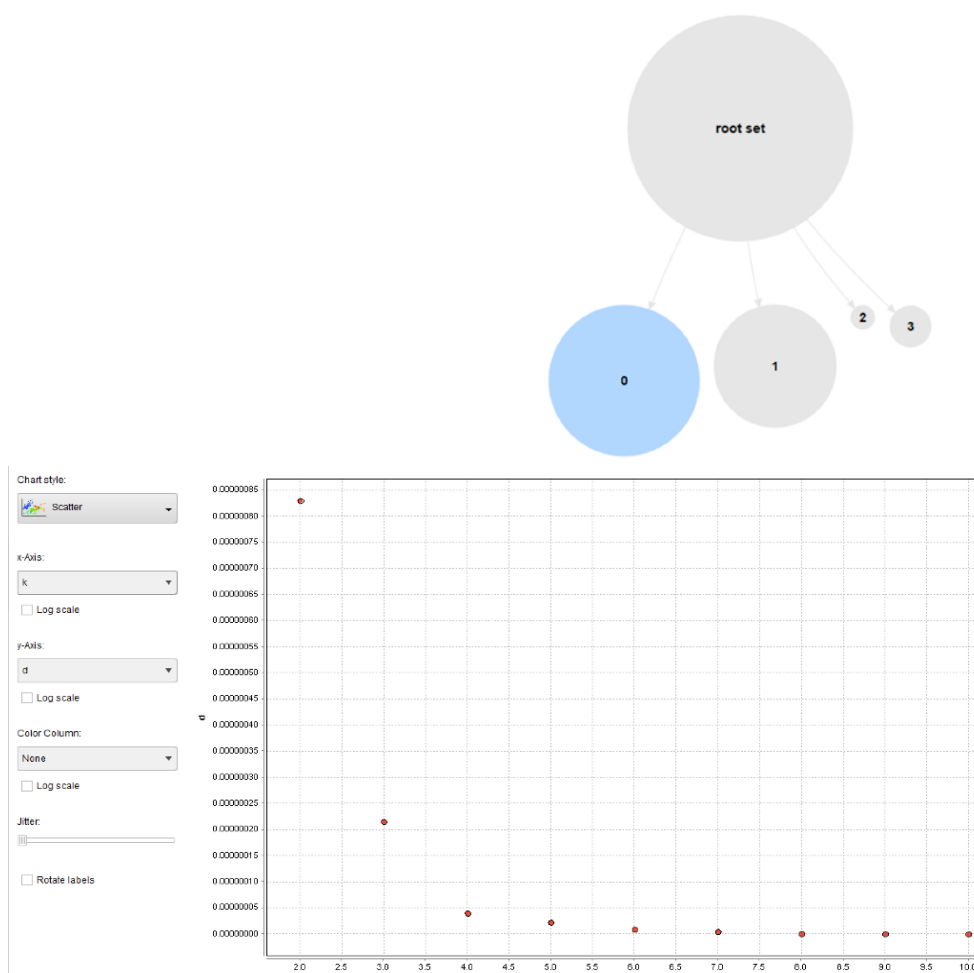 root set
0
1
2
3
Chart style:
Scatter
x-Axis:
k
Log scale
y-Axis:
d
Log scale
Color Column:
None
Log scale
Jitter:
Rotate labels
d
0.00000085
0.00000080
0.00000075
0.00000070
0.00000065
0.00000060
0.00000055
0.00000050
0.00000045
0.00000040
0.00000035
0.00000030
0.00000025
0.00000020
0.00000015
0.00000010
0.00000005
0.00000000
2.0 2.5 3.0 3.5 4.0 4.5 5.0 5.5 6.0 6.5 7.0 7.5 8.0 8.5 9.0 9.5 10.0